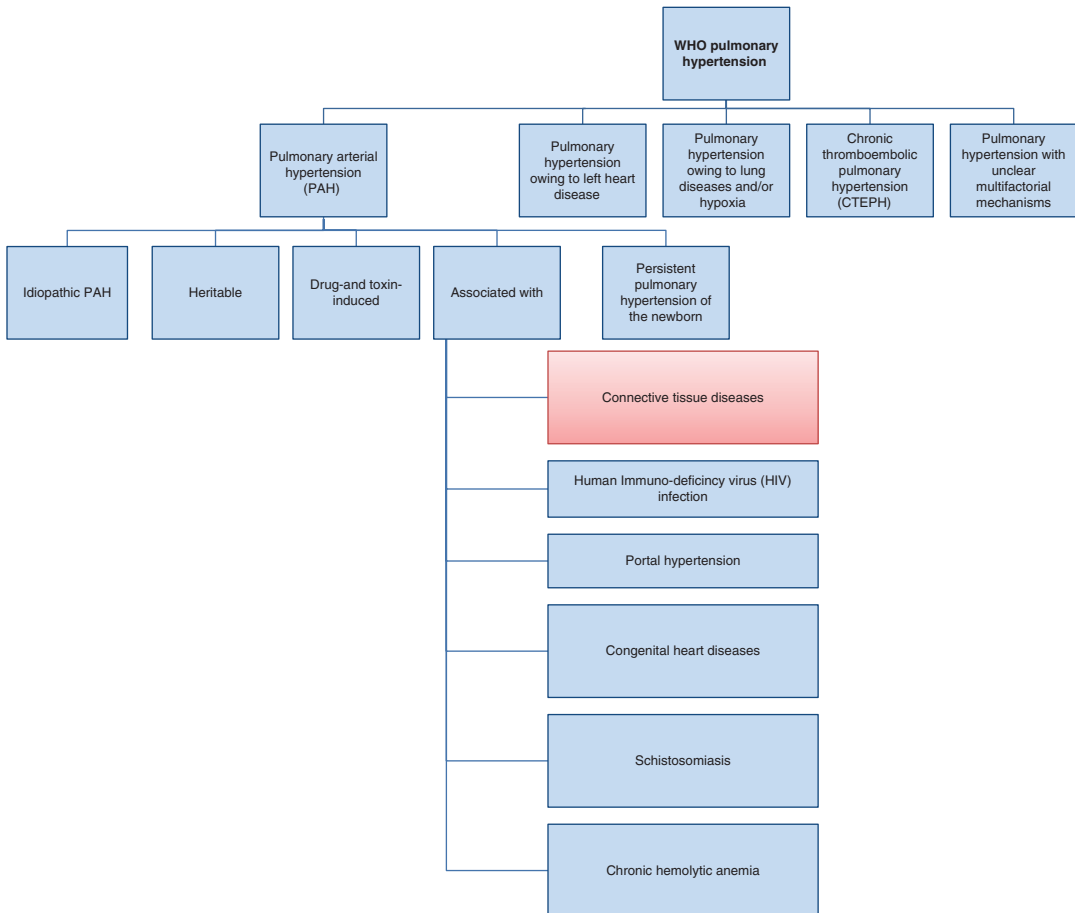 WHO pulmonary
hypertension
Pulmonary arterial
hypertension
(PAH)
Pulmonary
hypertension
owing to left heart
disease
Pulmonary
hypertension
owing to lung
diseases and/or
hypoxia
Chronic
thromboembolic
pulmonary
hypertension
(CTEPH)
Pulmonary
hypertension with
unclear
multifactorial
mechanisms
Idiopathic PAH
Heritable
Drug-and toxin-
induced
Associated with
Persistent
pulmonary
hypertension of
the newborn
Connective tissue diseases
Human Immuno-deficincy virus (HIV)
infection
Portal hypertension
Congenital heart diseases
Schistosomiasis
Chronic hemolytic anemia